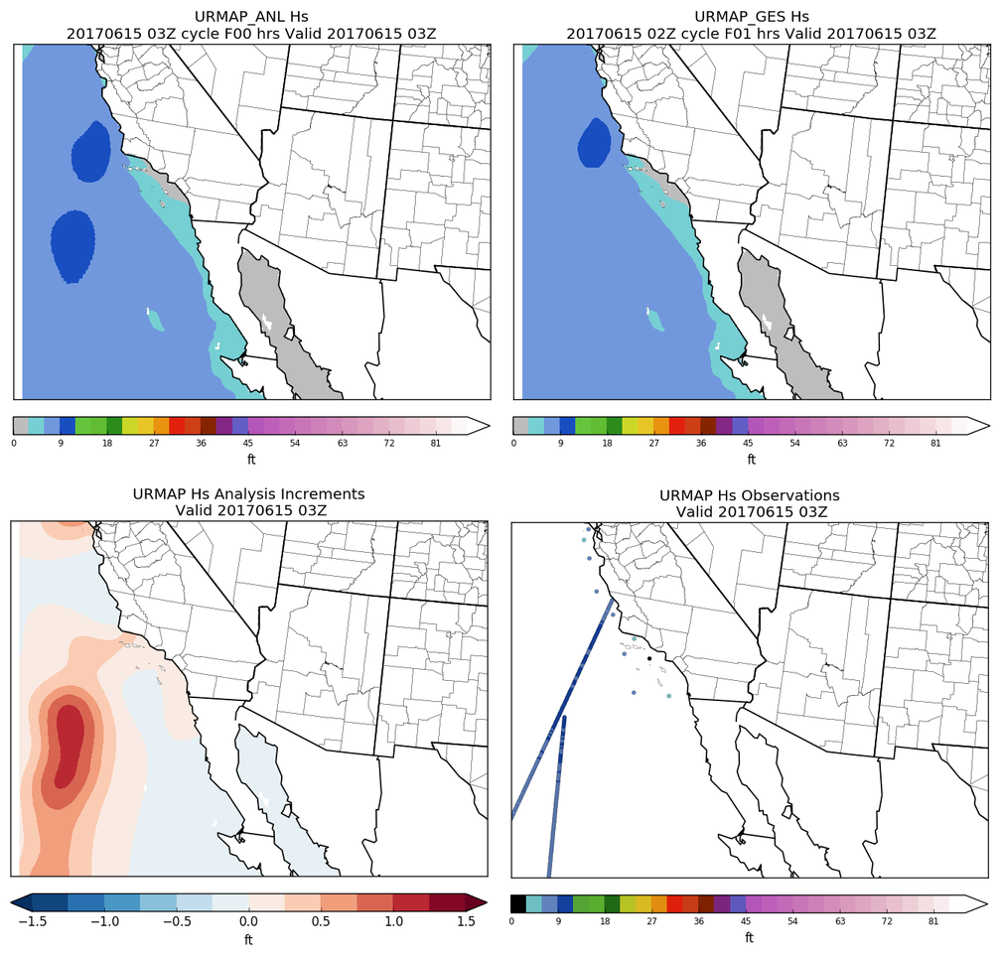 URMAP_ANL Hs
20170615 03Z cycle F00 hrs Valid 20170615 03Z
0 9 18 27 36 45 54 63 72 81
ft
URMAP_GES Hs
20170615 02Z cycle F01 hrs Valid 20170615 03Z
0 9 18 27 36 45 54 63 72 81
ft
URMAP Hs Analysis Increments
Valid 20170615 03Z
−1.5 −1.0 −0.5 0.0 0.5 1.0 1.5
ft
URMAP Hs Observations
Valid 20170615 03Z
0 9 18 27 36 45 54 63 72 81
ft